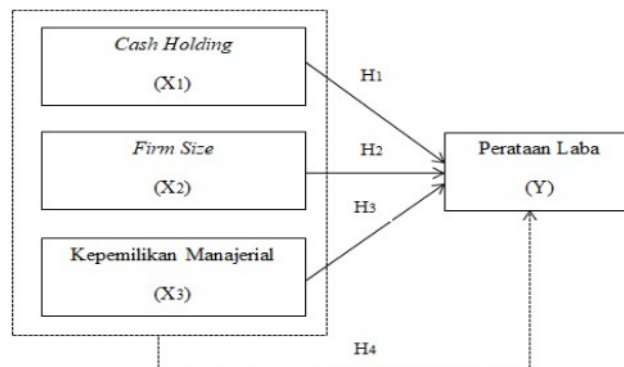 Cash Holding
(X1)
H1
Firm Size
(X2)
H2
Perataan Laba
(Y)
H3
Kepemilikan Manajerial
(X3)
H4